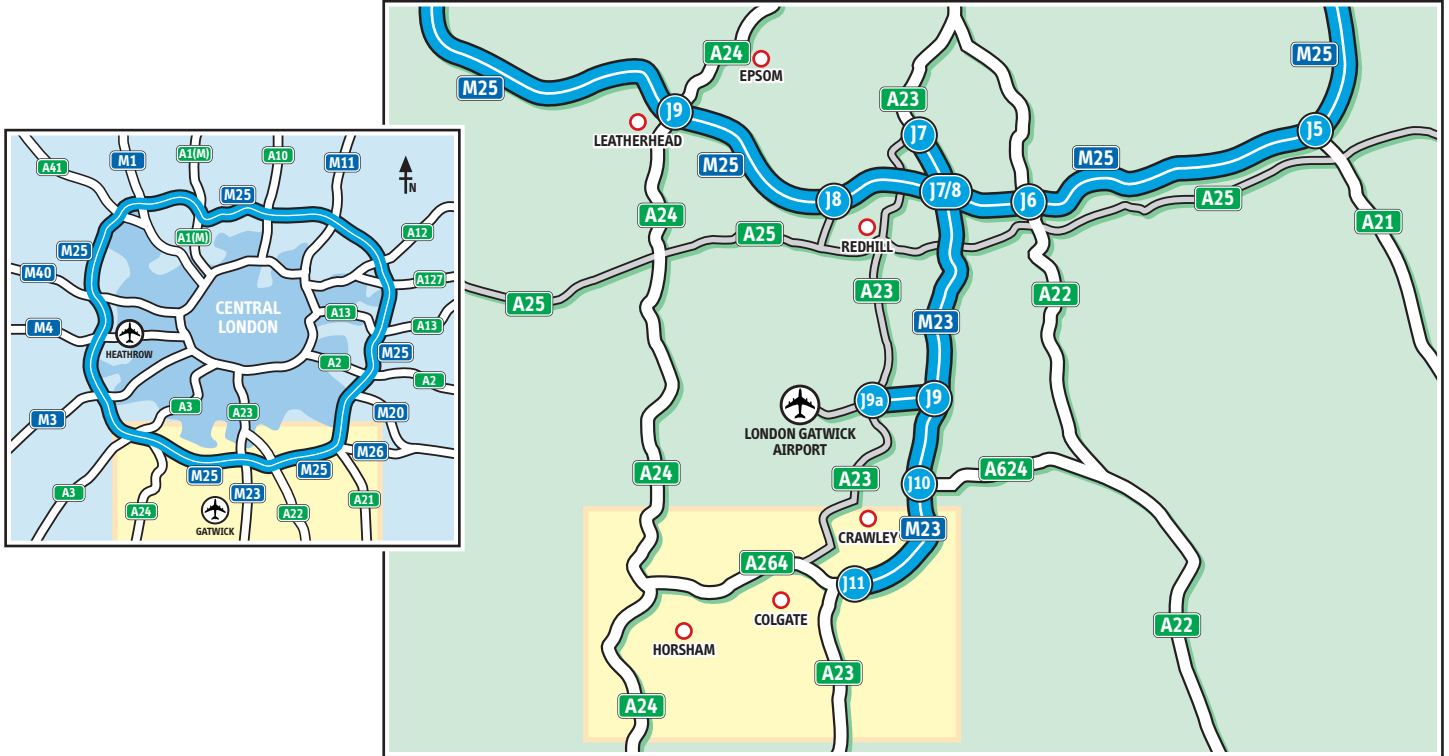 A41
M1
A1(M)
A10
M11
N
M25
M25
A1(M)
A12
M40
A127
CENTRAL
LONDON
A13
M4
A13
HEATHROW
M25
A2
A2
M3
A3
A23
M20
M26
M25
M25
A3
M23
A24
A22
A21
GATWICK
A24
EPSOM
M25
M25
A23
J9
LEATHERHEAD
J7
J5
M25
M25
J8
J7/8
J6
A25
A24
A25
REDHILL
A21
A25
A23
A22
M23
J9a
J9
LONDON GATWICK
AIRPORT
A24
A23
J10
A624
CRAWLEY
M23
A264
J11
COLGATE
HORSHAM
A22
A23
A24